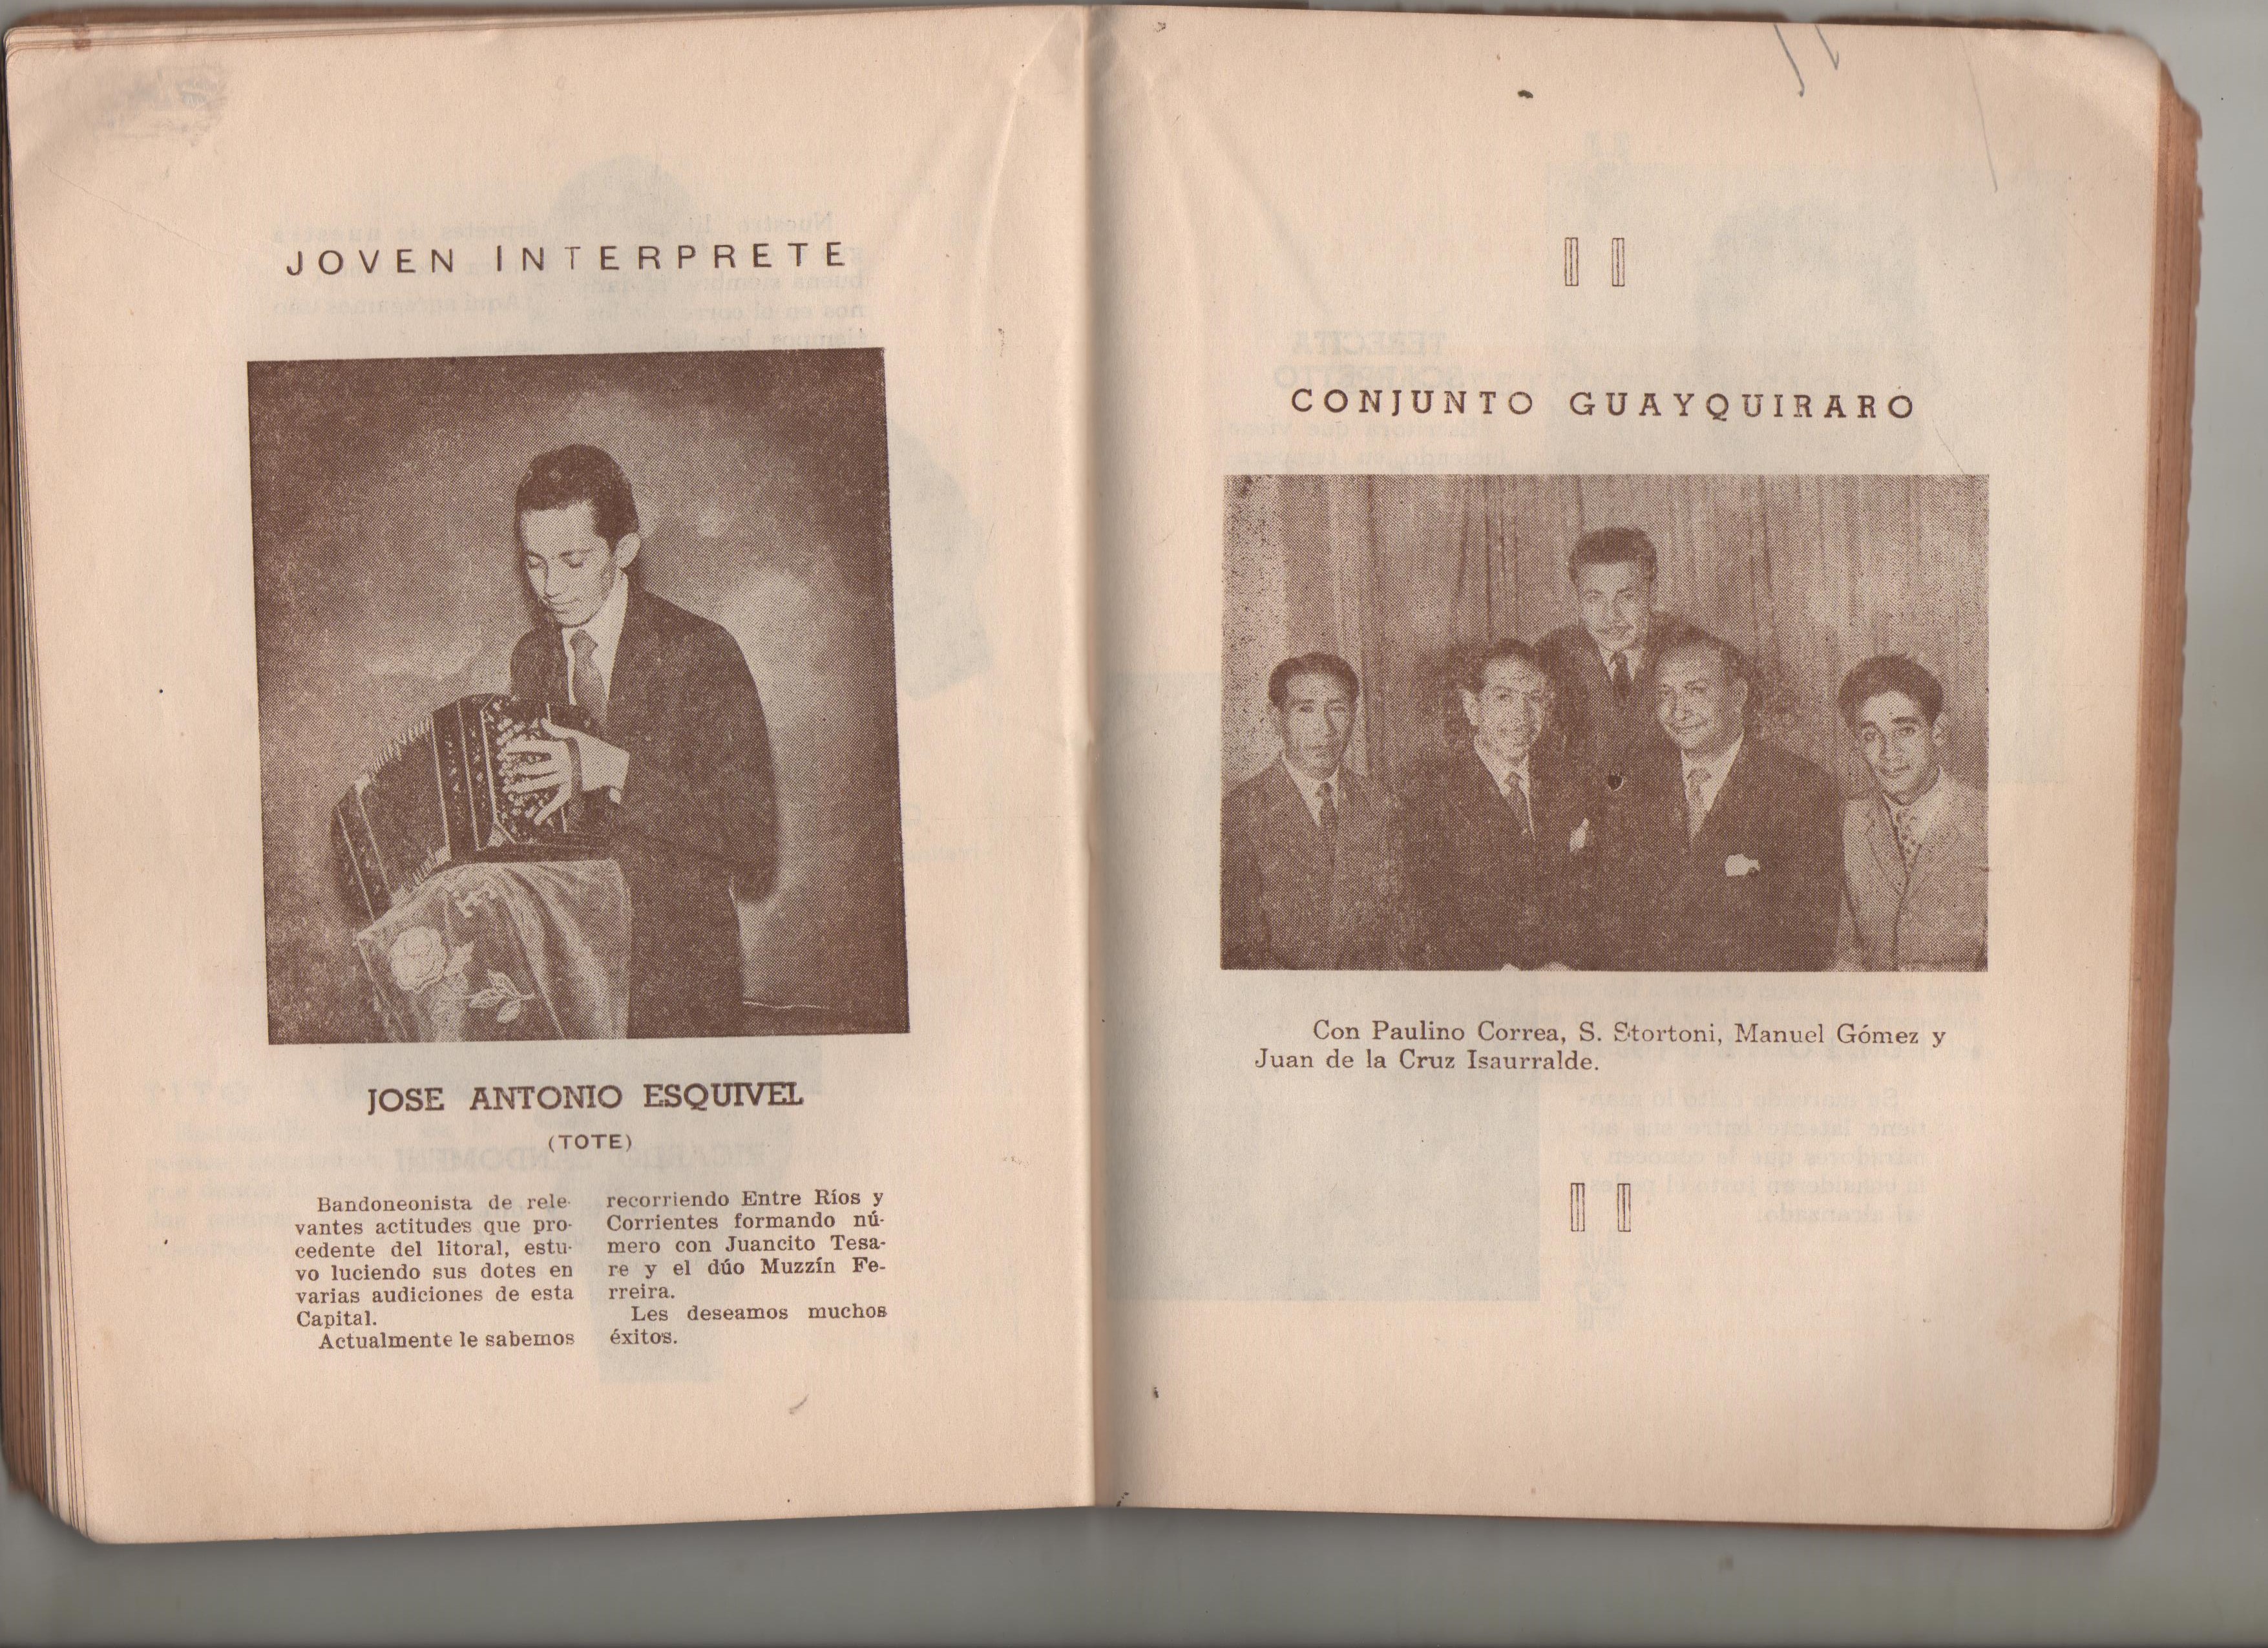 JOVEN INTERPRETE
JOSE ANTONIO ESQUIVEL
(TOTE)
Bandoneonista de rele-
vantes actitudes que pro-
cedente del litoral, estu-
vo luciendo sus dotes en
varias audiciones de esta
Capital.
Actualmente le sabemos
recorriendo Entre Ríos y
Corrientes formando nú-
mero con Juancito Tesa-
re y el dúo Muzzín Fe-
rreira.
Les deseamos muchos
éxitos.
CONJUNTO GUAYQUIRARO
Con Paulino Correa, S. Stortoni, Manuel Gómez y
Juan de la Cruz Isaurralde.